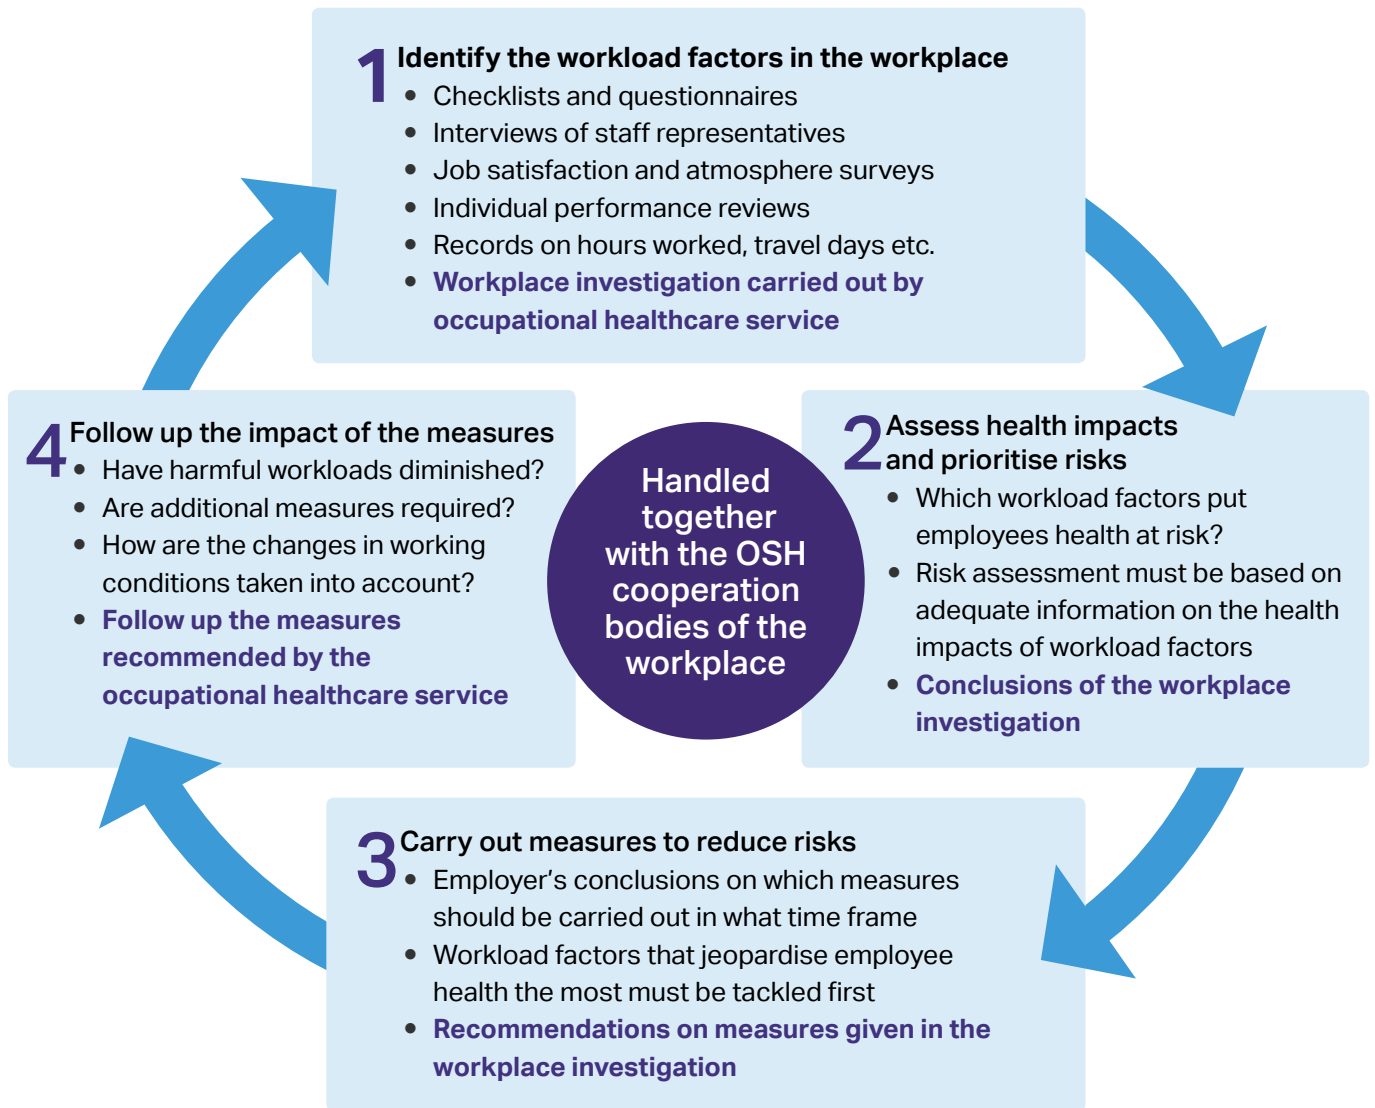 1
Identify the workload factors in the workplace
• Checklists and questionnaires
• Interviews of staff representatives
• Job satisfaction and atmosphere surveys
• Individual performance reviews
• Records on hours worked, travel days etc.
• Workplace investigation carried out by
occupational healthcare service
2
Assess health impacts
and prioritise risks
• Which workload factors put
employees health at risk?
• Risk assessment must be based on
adequate information on the health
impacts of workload factors
• Conclusions of the workplace
investigation
3
Carry out measures to reduce risks
• Employer’s conclusions on which measures
should be carried out in what time frame
• Workload factors that jeopardise employee
health the most must be tackled first
• Recommendations on measures given in the
workplace investigation
4
Follow up the impact of the measures
• Have harmful workloads diminished?
• Are additional measures required?
• How are the changes in working
conditions taken into account?
• Follow up the measures
recommended by the
occupational healthcare service
Handled
together
with the OSH
cooperation
bodies of the
workplace